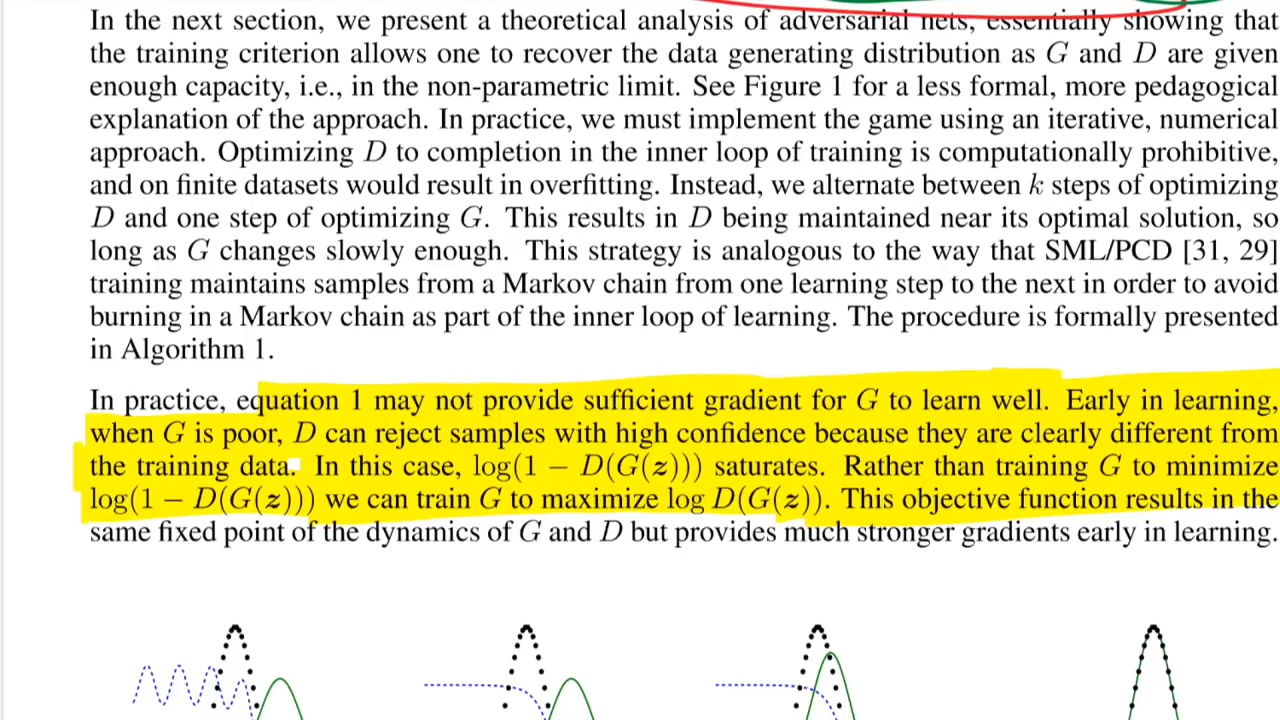 In the next section, we present a theoretical analysis of adversarial nets, essentially showing that
the training criterion allows one to recover the data generating distribution as G and D are given
enough capacity, i.e., in the non-parametric limit. See Figure 1 for a less formal, more pedagogical
explanation of the approach. In practice, we must implement the game using an iterative, numerical
approach. Optimizing D to completion in the inner loop of training is computationally prohibitive,
and on finite datasets would result in overfitting. Instead, we alternate between k steps of optimizing
D and one step of optimizing G. This results in D being maintained near its optimal solution, so
long as G changes slowly enough. This strategy is analogous to the way that SML/PCD [31, 29]
training maintains samples from a Markov chain from one learning step to the next in order to avoid
burning in a Markov chain as part of the inner loop of learning. The procedure is formally presented
in Algorithm 1.
In practice, equation 1 may not provide sufficient gradient for G to learn well. Early in learning,
when G is poor, D can reject samples with high confidence because they are clearly different from
the training data. In this case, log(1 − D(G(z))) saturates. Rather than training G to minimize
log(1 − D(G(z))) we can train G to maximize log D(G(z)). This objective function results in the
same fixed point of the dynamics of G and D but provides much stronger gradients early in learning.